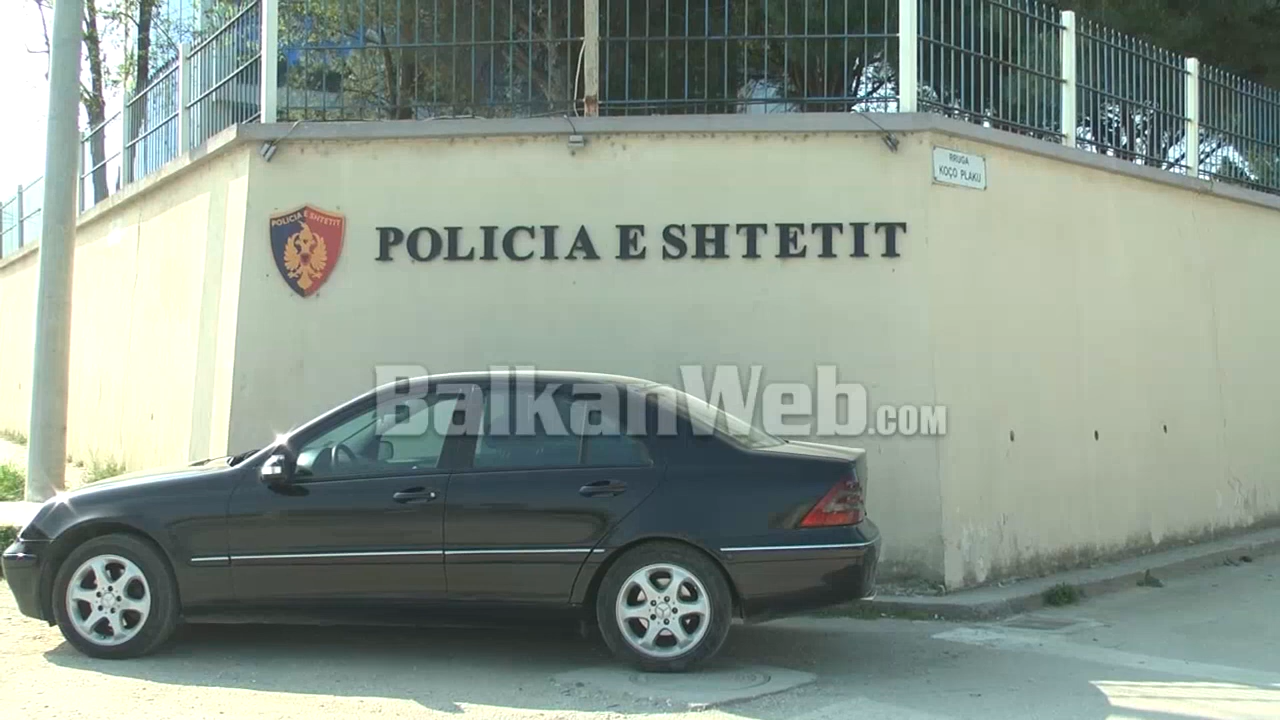 RRUGA
KOÇO PLAKU
POLICIA E SHTETIT
POLICIA E SHTETIT
BalkanWeb.com